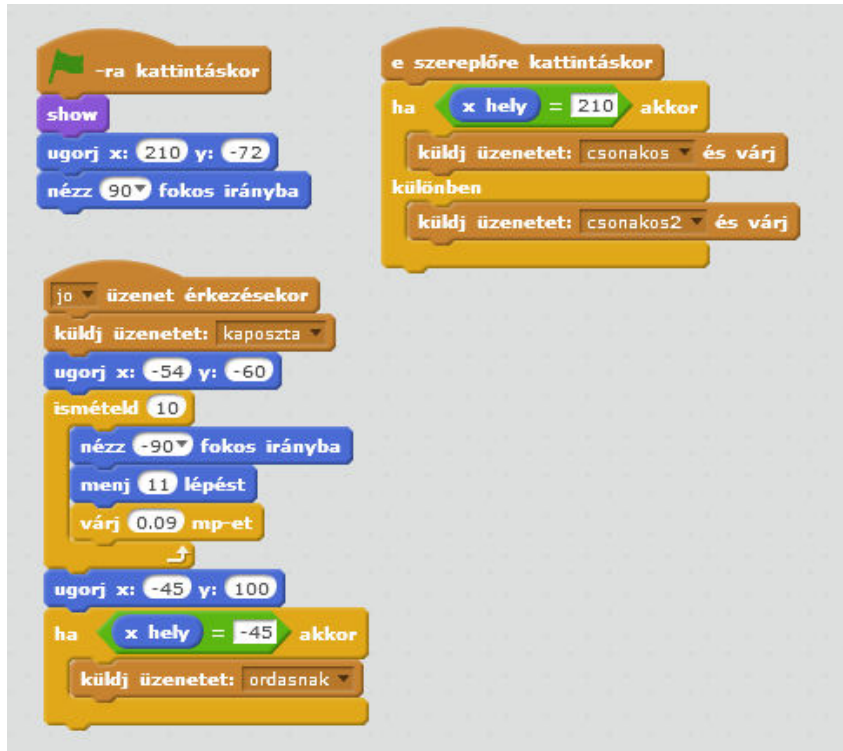 -ra kattintáskor
show
ugorj x: 210 y: -72
nézz 90 fokos irányba
e szereplőre kattintáskor
ha x hely = 210 akkor
küldj üzenetet: csonakos és várj
különben
küldj üzenetet: csonakos2 és várj
jo üzenet érkezésekor
küldj üzenetet: kaposzta
ugorj x: -54 y: -60
ismételd 10
nézz -90 fokos irányba
menj 11 lépést
várj 0.09 mp-et
ugorj x: -45 y: 100
ha x hely = -45 akkor
küldj üzenetet: ordasnak